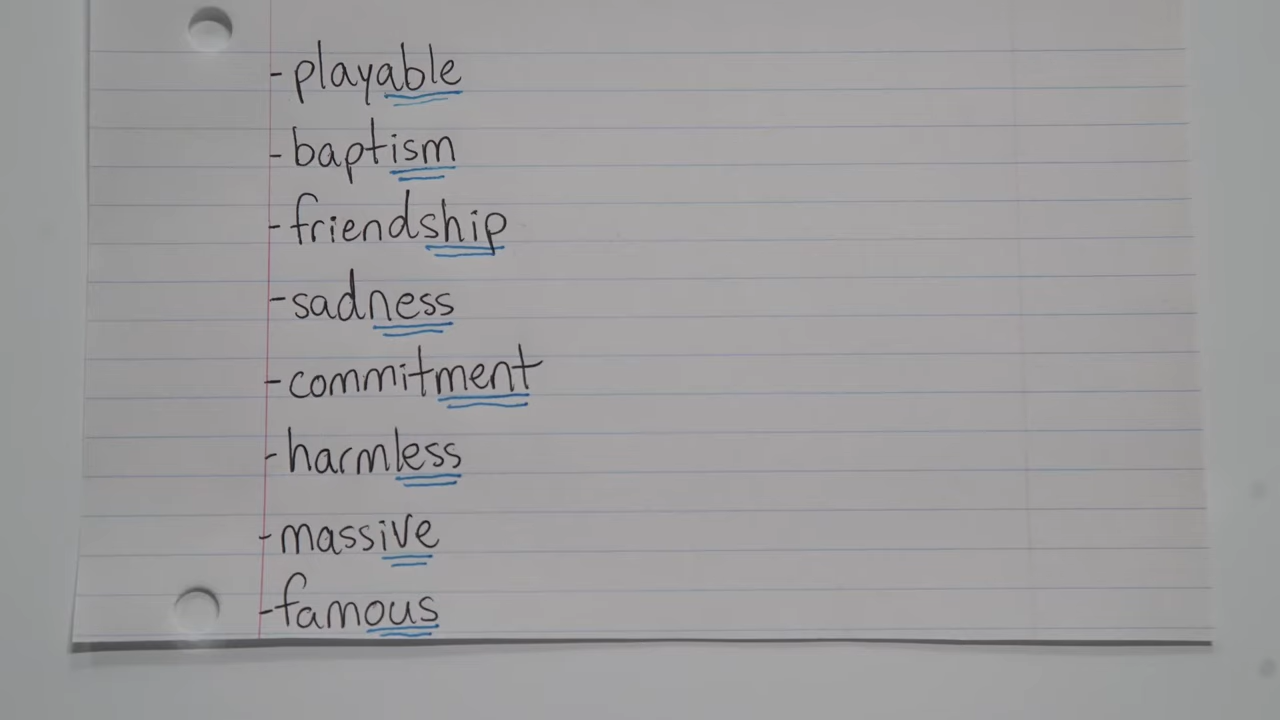 -playable
-baptism
-friendship
-sadness
-commitment
-harmless
-massive
-famous